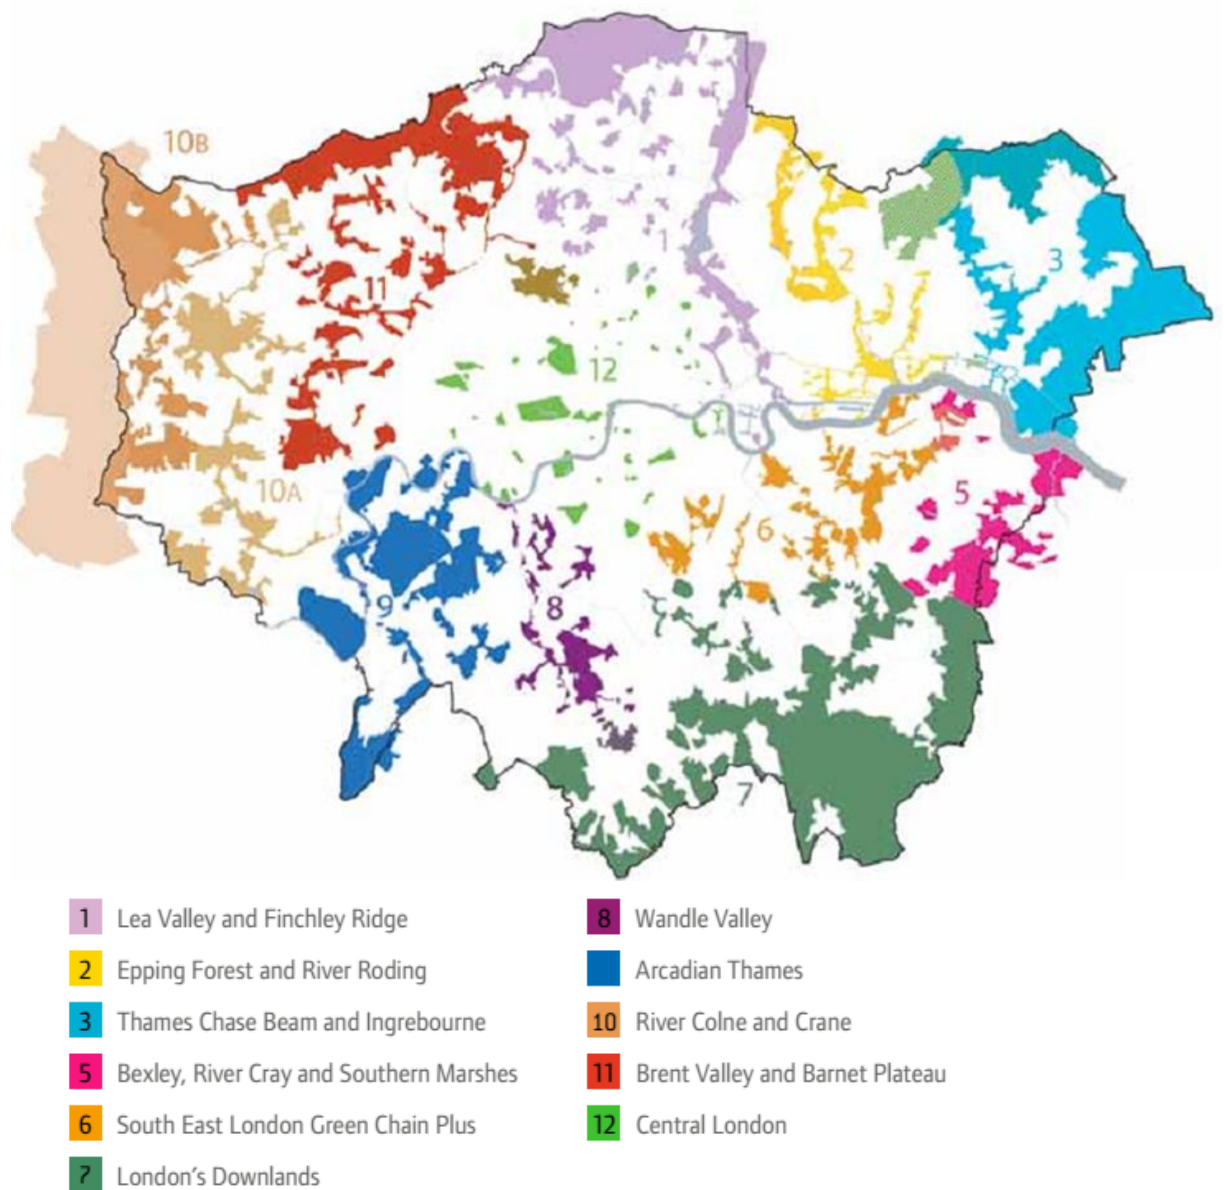 10B
1
2
3
11
12
10A
5
6
9
8
7
1 Lea Valley and Finchley Ridge
2 Epping Forest and River Roding
3 Thames Chase Beam and Ingrebourne
5 Bexley, River Cray and Southern Marshes
6 South East London Green Chain Plus
7 London's Downlands
8 Wandle Valley
Arcadian Thames
10 River Colne and Crane
11 Brent Valley and Barnet Plateau
12 Central London